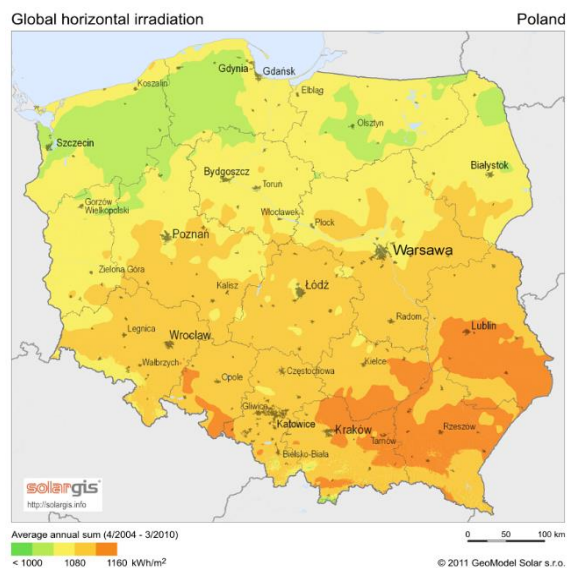 Global horizontal irradiation
Poland
Gdynia
Gdańsk
Koszalin
Elbląg
Olsztyn
Szczecin
Białystok
Bydgoszcz
Toruń
Gorzów
Wielkopolski
Włocławek
Płock
Poznań
Warsawa
Zielona Góra
Kalisz
Łódź
Radom
Lublin
Legnica
Wrocław
Wałbrzych
Opole
Częstochowa
Kielce
Gliwice
Katowice
Kraków
Tarnów
Rzeszów
Bielsko-Biała
solargis
http://solargis.info
Average annual sum (4/2004 - 3/2010)
< 1000 1080 1160 kWh/m²
0 50 100 km
© 2011 GeoModel Solar s.r.o.